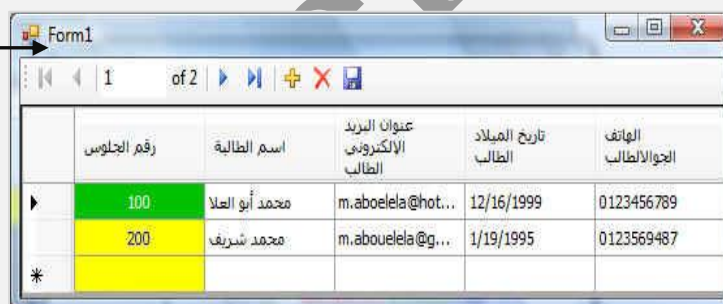 Form1
1 of 2
رقم الجلوس
اسم الطالبة
عنوان البريد
الإلكتروني
الطالب
تاريخ الميلاد
الطالب
الهاتف
الجوالالطالب
100 محمد أبو العلا m.aboelela@hot... 12/16/1999 0123456789
200 محمد شريف m.abouelela@g... 1/19/1995 0123569487